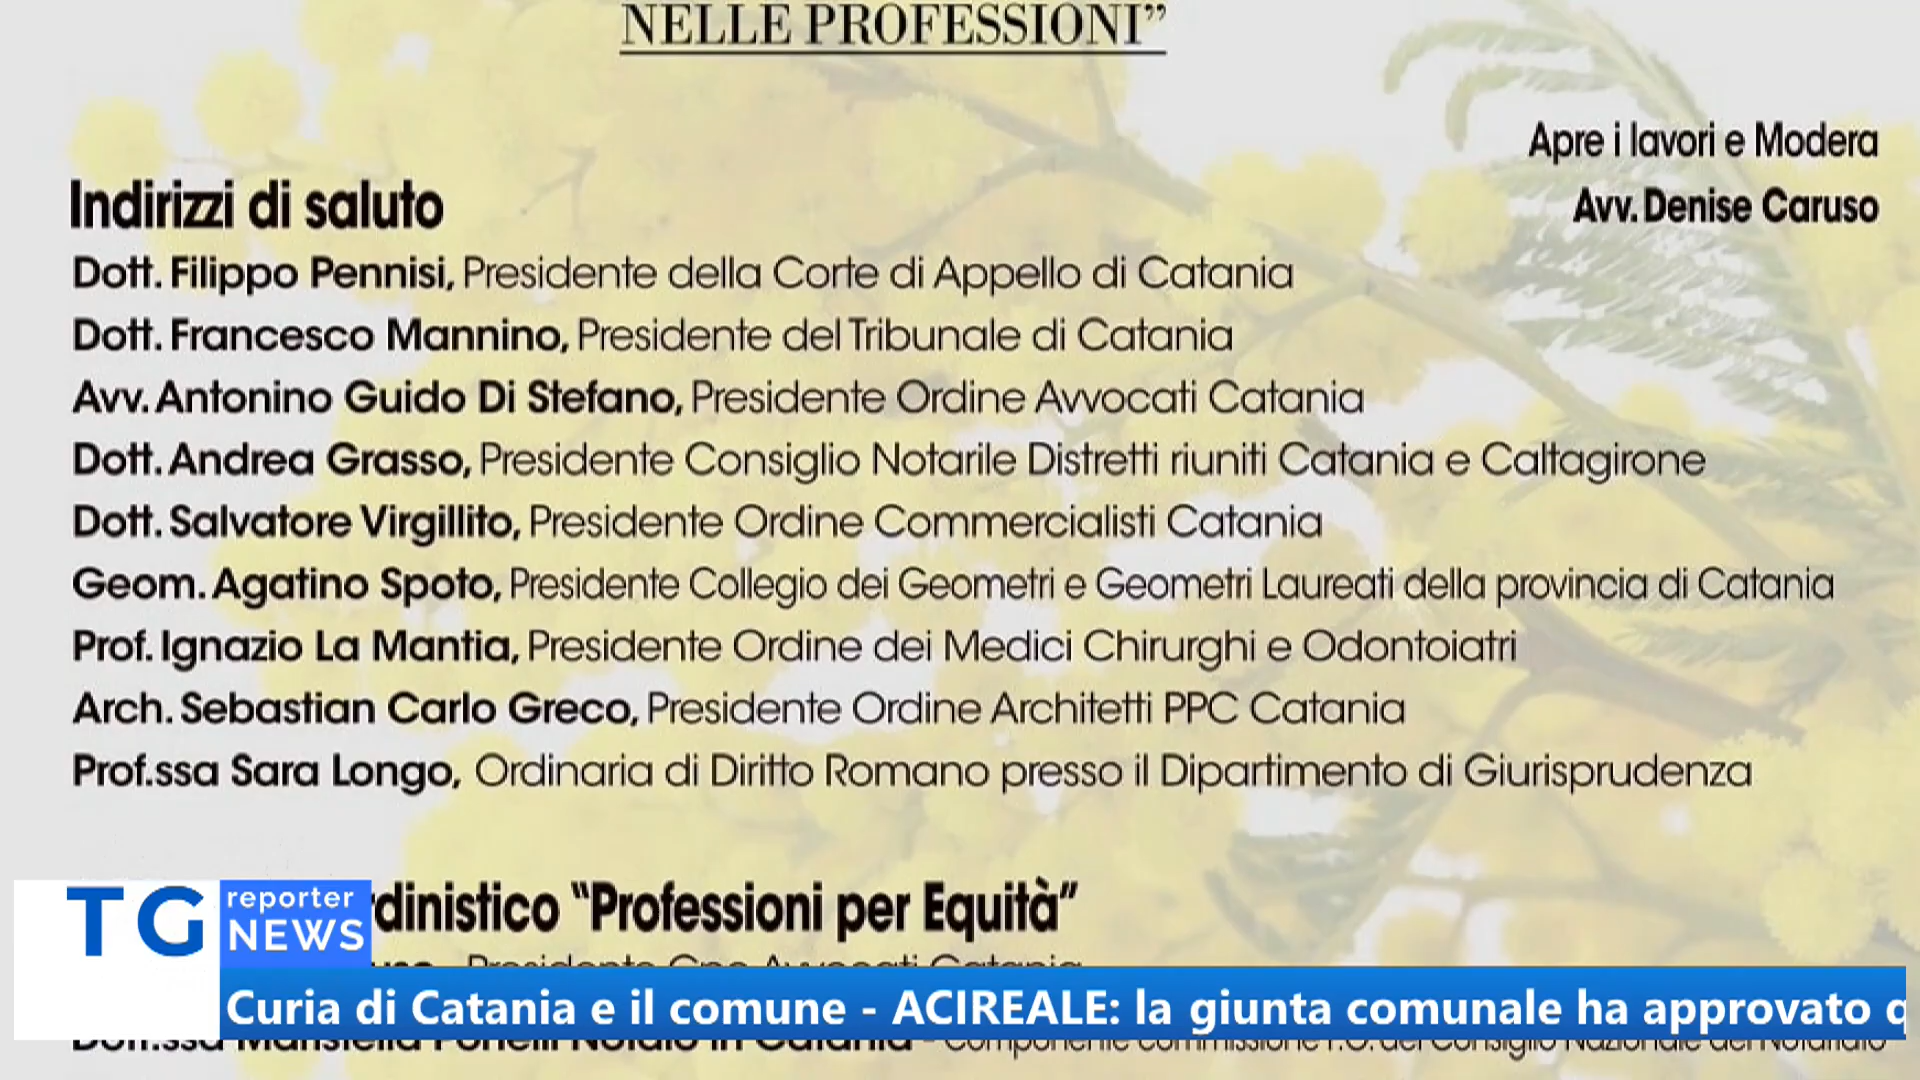 NELLE PROFESSIONI”
Apre i lavori e Modera
Avv. Denise Caruso
Indirizzi di saluto
Dott. Filippo Pennisi, Presidente della Corte di Appello di Catania
Dott. Francesco Mannino, Presidente del Tribunale di Catania
Avv. Antonino Guido Di Stefano, Presidente Ordine Avvocati Catania
Dott. Andrea Grasso, Presidente Consiglio Notarile Distretti riuniti Catania e Caltagirone
Dott. Salvatore Virgillito, Presidente Ordine Commercialisti Catania
Geom. Agatino Spoto, Presidente Collegio dei Geometri e Geometri Laureati della provincia di Catania
Prof. Ignazio La Mantia, Presidente Ordine dei Medici Chirurghi e Odontoiatri
Arch. Sebastian Carlo Greco, Presidente Ordine Architetti PPC Catania
Prof.ssa Sara Longo, Ordinaria di Diritto Romano presso il Dipartimento di Giurisprudenza
dinistico “Professioni per Equità”
Presidente Cpo Avvocati Catania
TG reporter
NEWS
Curia di Catania e il comune - ACIREALE: la giunta comunale ha approvato q